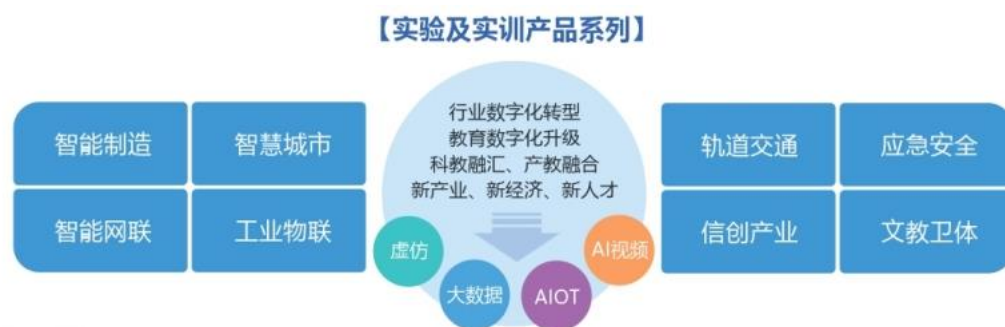 【实验及实训产品系列】
智能制造
智慧城市
智能网联
工业物联
行业数字化转型
教育数字化升级
科教融汇、产教融合
新产业、新经济、新人才
虚仿
大数据
AIOT
AI视频
轨道交通
应急安全
信创产业
文教卫体